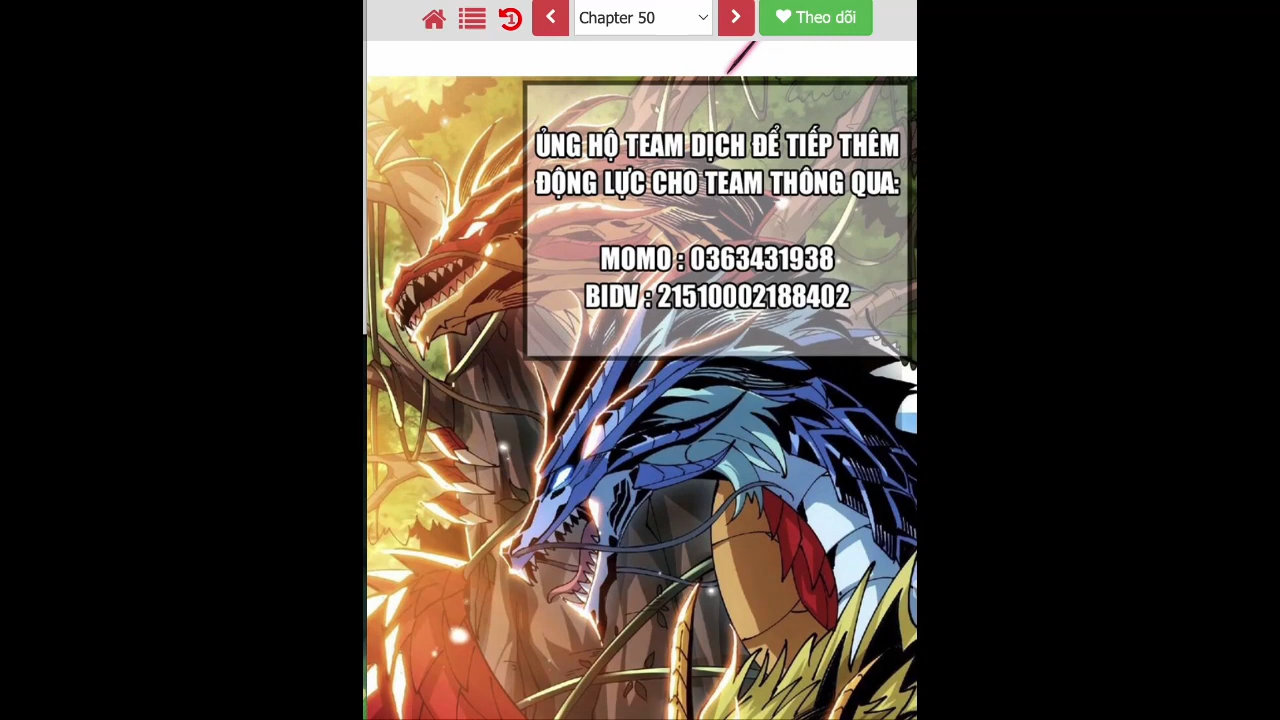 1 Chapter 50 Theo dõi
ỦNG HỘ TEAM DỊCH ĐỂ TIẾP THÊM
ĐỘNG LỰC CHO TEAM THÔNG QUA:
MOMO : 0363431938
BIDV : 21510002188402